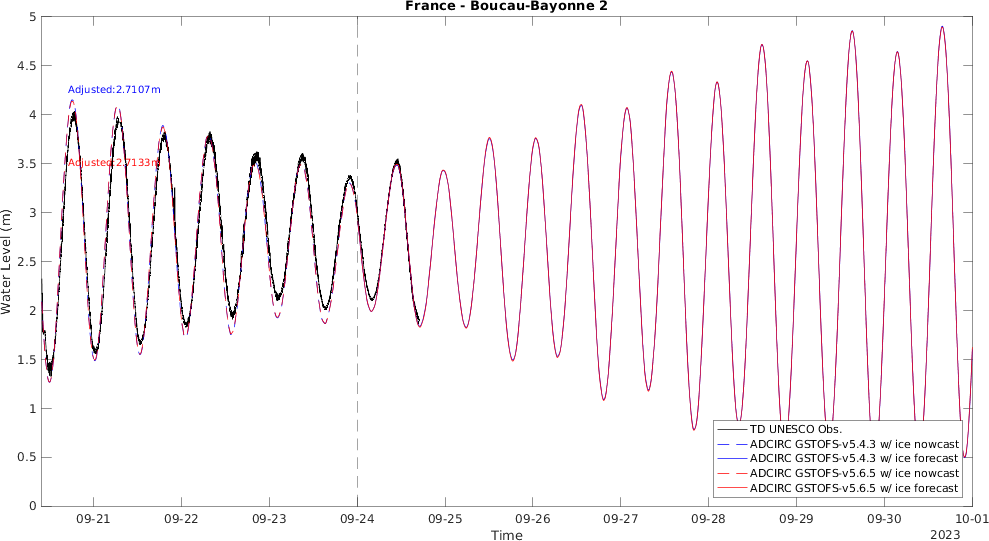 France - Boucau-Bayonne 2
Adjusted:2.7107m
Adjusted:2.7133m
Water Level (m)
5
4.5
4
3.5
3
2.5
2
1.5
1
0.5
0
09-21 09-22 09-23 09-24 09-25 09-26 09-27 09-28 09-29 09-30 10-01
Time
2023
TD UNESCO Obs.
ADCIRC GSTOFS-v5.4.3 w/ ice nowcast
ADCIRC GSTOFS-v5.4.3 w/ ice forecast
ADCIRC GSTOFS-v5.6.5 w/ ice nowcast
ADCIRC GSTOFS-v5.6.5 w/ ice forecast